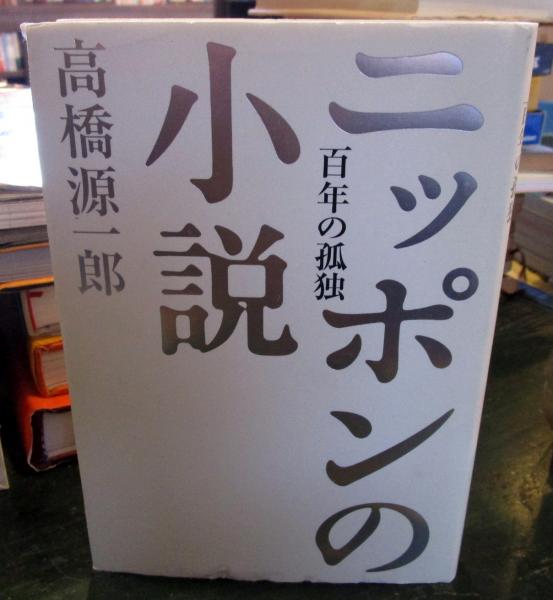 ニッポンの
小説
百年の孤独
高橋源一郎